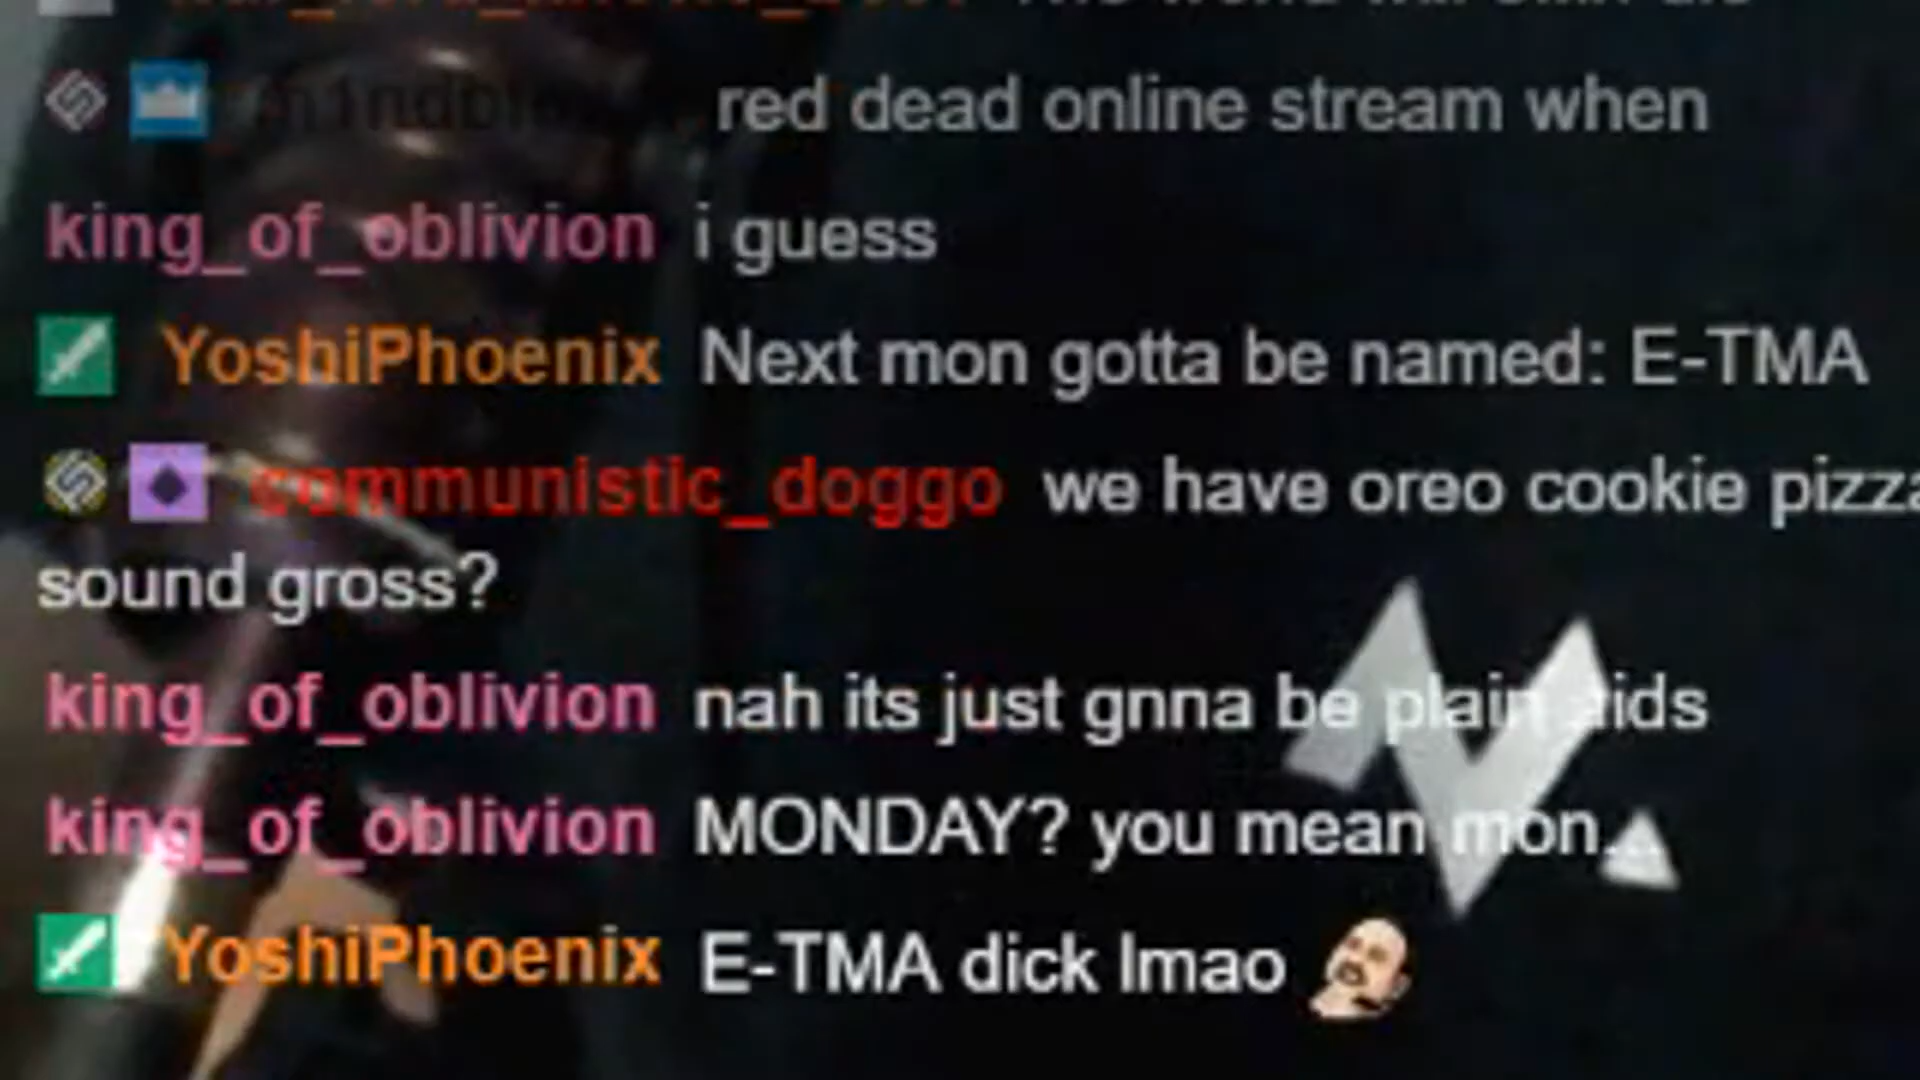 red dead online stream when
king_of_oblivion i guess
YoshiPhoenix Next mon gotta be named: E-TMA
communistic_doggo we have oreo cookie pizza
sound gross?
king_of_oblivion nah its just gnna be plain aids
king_of_oblivion MONDAY? you mean mon...
YoshiPhoenix E-TMA dick lmao